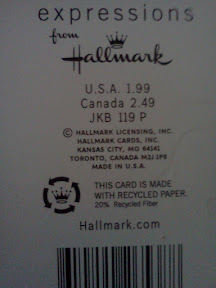 expressions
from
Hallmark
U.S.A. 1.99
Canada 2.49
JKB 119 P
© HALLMARK LICENSING, INC.
HALLMARK CARDS, INC.
KANSAS CITY, MO 64141
TORONTO, CANADA M2J 1P9
MADE IN U.S.A.
THIS CARD IS MADE
WITH RECYCLED PAPER.
20% Recycled Fiber
Hallmark.com